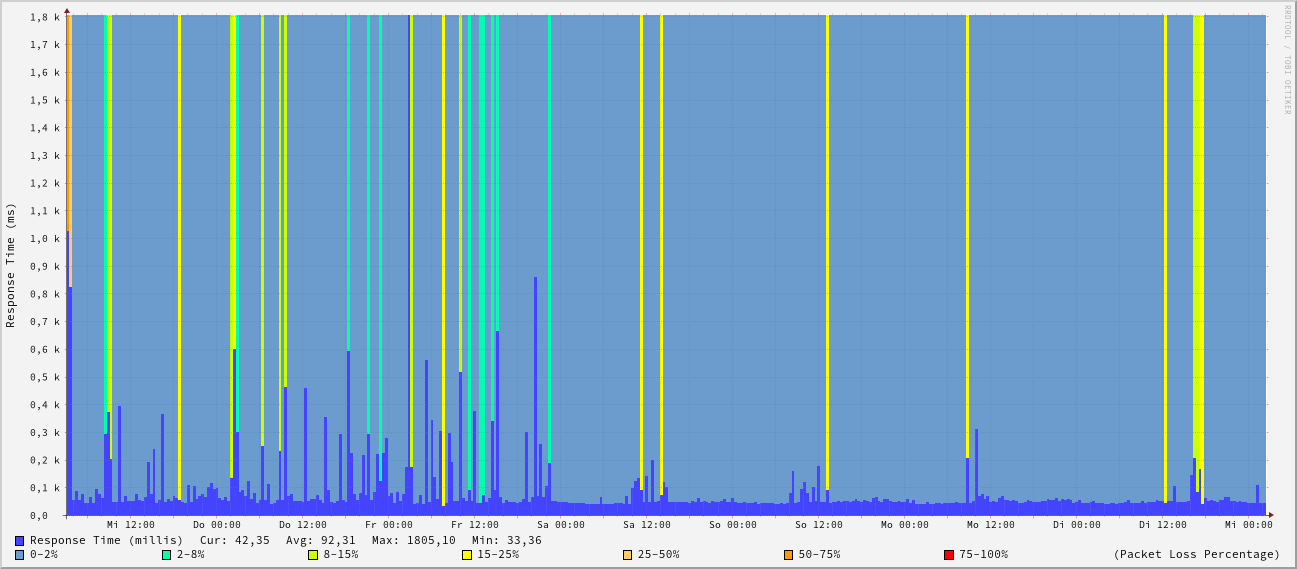 RRDTOOL / TOBI OETIKER
Response Time (ms)
1,8 k
1,7 k
1,6 k
1,5 k
1,4 k
1,3 k
1,2 k
1,1 k
1,0 k
0,9 k
0,8 k
0,7 k
0,6 k
0,5 k
0,4 k
0,3 k
0,2 k
0,1 k
0,0
Mi 12:00 Do 00:00 Do 12:00 Fr 00:00 Fr 12:00 Sa 00:00 Sa 12:00 So 00:00 So 12:00 Mo 00:00 Mo 12:00 Di 00:00 Di 12:00 Mi 00:00
Response Time (millis) Cur: 42,35 Avg: 92,31 Max: 1805,10 Min: 33,36
0-2% 2-8% 8-15% 15-25% 25-50% 50-75% 75-100% (Packet Loss Percentage)